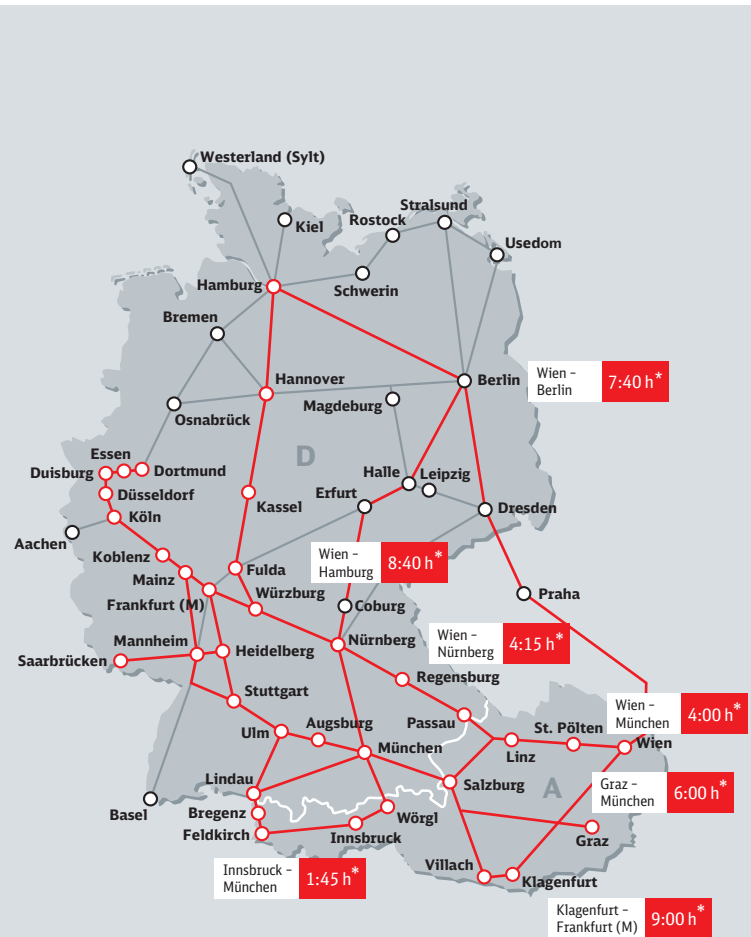 Westerland (Sylt)
Kiel
Rostock
Stralsund
Usedom
Hamburg
Schwerin
Bremen
Hannover
Berlin
Wien –
Berlin
7:40 h*
Magdeburg
Osnabrück
D
Essen
Duisburg
Dortmund
Halle
Leipzig
Düsseldorf
Erfurt
Köln
Kassel
Dresden
Aachen
Koblenz
Wien –
Hamburg
8:40 h*
Mainz
Fulda
Würzburg
Praha
Frankfurt (M)
Coburg
Mannheim
Heidelberg
Nürnberg
Wien –
Nürnberg
4:15 h*
Saarbrücken
Regensburg
Stuttgart
Passau
Wien –
München
4:00 h*
Augsburg
Ulm
St. Pölten
München
Linz
Wien
Lindau
Salzburg
A
Graz –
München
6:00 h*
Basel
Bregenz
Wörgl
Feldkirch
Innsbruck
Graz
Innsbruck –
München
1:45 h*
Villach
Klagenfurt
Klagenfurt –
Frankfurt (M)
9:00 h*